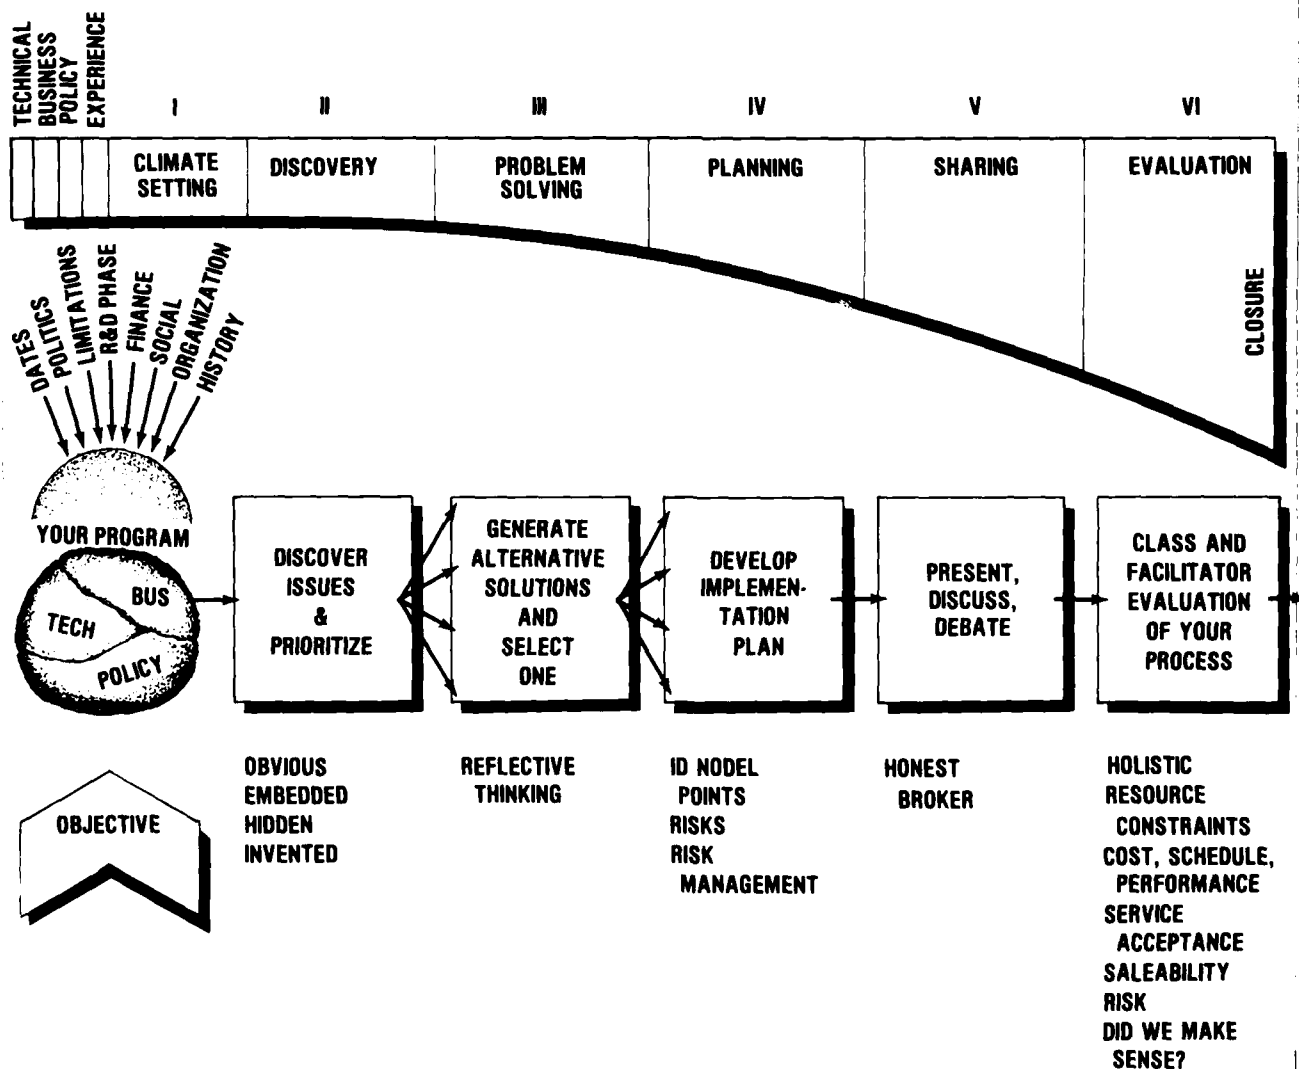 TECHNICAL
BUSINESS
POLICY
EXPERIENCE
I
II
III
IV
V
VI
CLIMATE
SETTING
DISCOVERY
PROBLEM
SOLVING
PLANNING
SHARING
EVALUATION
CLOSURE
DATES
POLITICS
LIMITATIONS
R&D PHASE
FINANCE
SOCIAL
ORGANIZATION
HISTORY
YOUR PROGRAM
BUS
TECH
POLICY
DISCOVER
ISSUES
&
PRIORITIZE
GENERATE
ALTERNATIVE
SOLUTIONS
AND
SELECT
ONE
DEVELOP
IMPLEMEN-
TATION
PLAN
PRESENT,
DISCUSS,
DEBATE
CLASS AND
FACILITATOR
EVALUATION
OF YOUR
PROCESS
OBJECTIVE
OBVIOUS
EMBEDDED
HIDDEN
INVENTED
REFLECTIVE
THINKING
ID NODEL
POINTS
RISKS
RISK
MANAGEMENT
HONEST
BROKER
HOLISTIC
RESOURCE
CONSTRAINTS
COST, SCHEDULE,
PERFORMANCE
SERVICE
ACCEPTANCE
SALEABILITY
RISK
DID WE MAKE
SENSE?